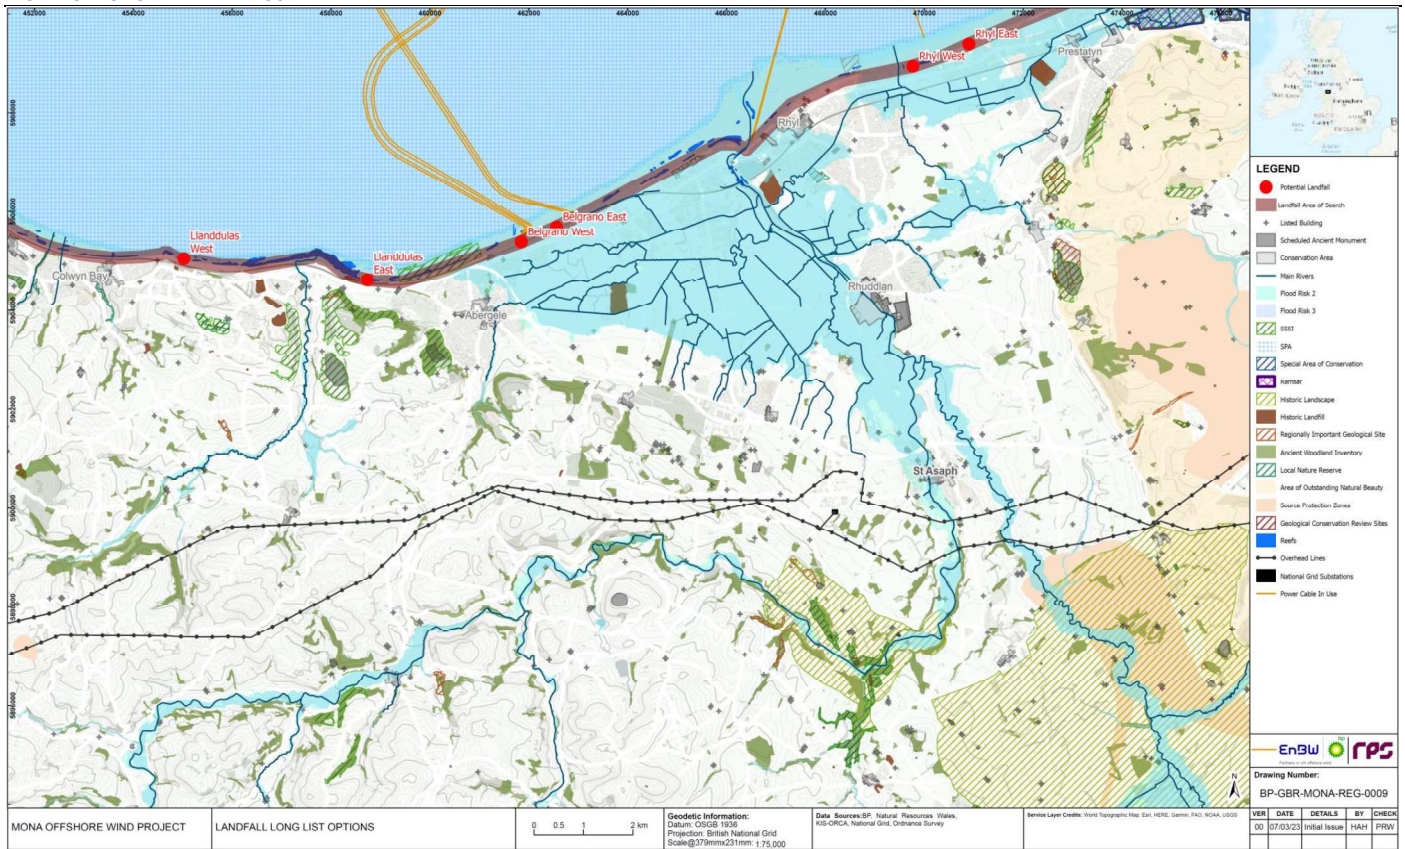 452000 454000 456000 458000 460000 462000 464000 466000 468000 470000 472000 474000
Rhyl East
Rhyl West
Prestatyn
Rhyl
Belgrano East
Belgrano West
Llanddulas
West
Llanddulas
East
Colwyn Bay
Abergele
Rhuddlan
St Asaph
N
LEGEND
Potential Landfall
Landfall Area of Search
Listed Building
Scheduled Ancient Monument
Conservation Area
Main Rivers
Flood Risk 2
Flood Risk 3
SSSI
SPA
Special Area of Conservation
Ramsar
Historic Landscape
Historic Landfill
Regionally Important Geological Site
Ancient Woodland Inventory
Local Nature Reserve
Area of Outstanding Natural Beauty
Source Protection Zones
Geological Conservation Review Sites
Reefs
Overhead Lines
National Grid Substations
Power Cable In Use
EnBW bp rps
Partners in UK offshore wind
Drawing Number:
BP-GBR-MONA-REG-0009
VER DATE DETAILS BY CHECK
00 07/03/23 Initial Issue HAH PRW
MONA OFFSHORE WIND PROJECT
LANDFALL LONG LIST OPTIONS
0 0.5 1 2 km
Geodetic Information:
Datum: OSGB 1936
Projection: British National Grid
Scale@379mmx231mm: 1:75,000
Data Sources:BP, Natural Resources Wales,
KIS-ORCA, National Grid, Ordnance Survey
Service Layer Credits: World Topographic Map: Esri, HERE, Garmin, FAO, NOAA, USGS